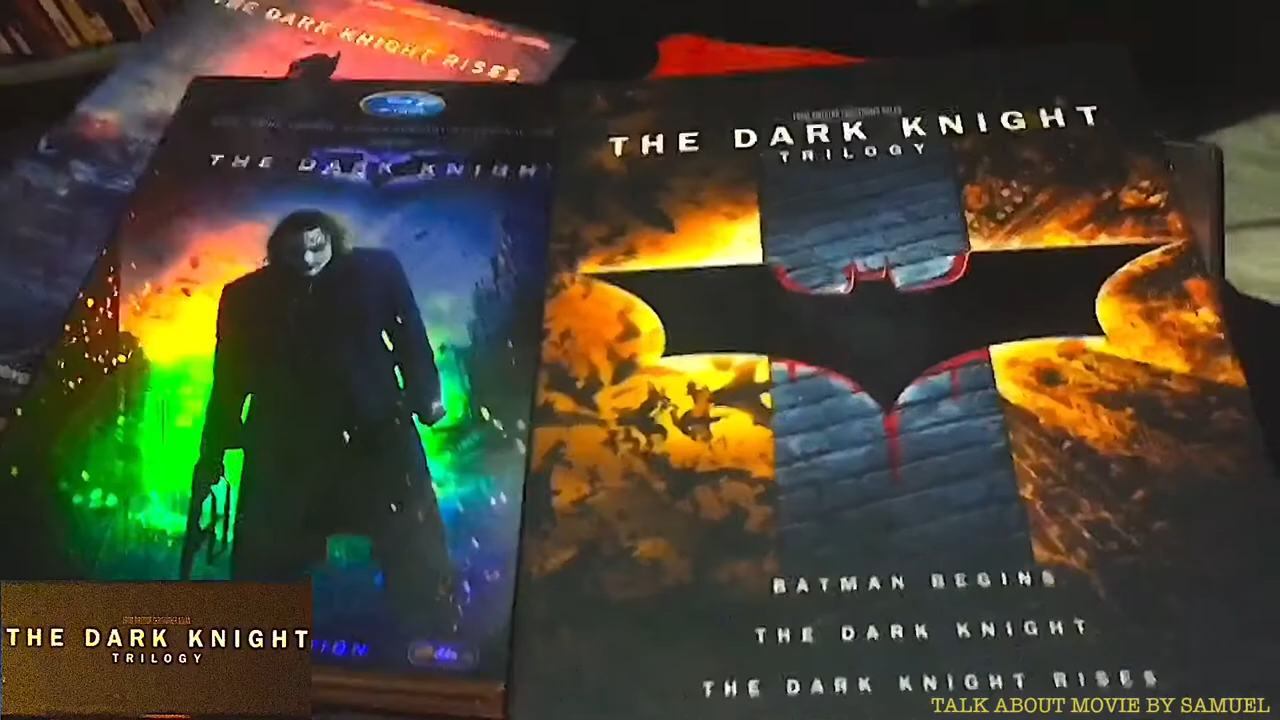 THE DARK KNIGHT RISES
THE DARK KNIGH
THE DARK KNIGHT
TRILOGY
BATMAN BEGINS
THE DARK KNIGHT
THE DARK KNIGHT RISES
THE DARK KNIGHT
TRILOGY
TALK ABOUT MOVIE BY SAMUEL